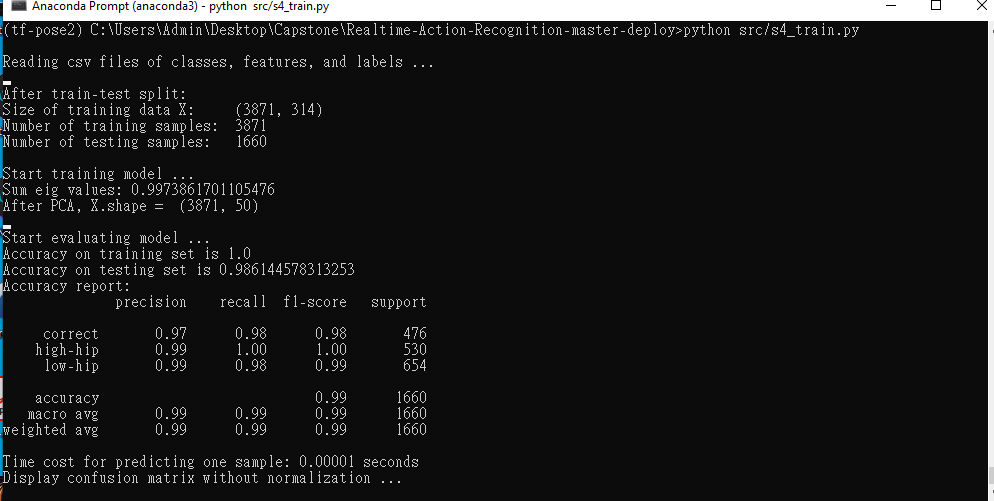 Anaconda Prompt (anaconda3) - python src/s4_train.py
(tf-pose2) C:\Users\Admin\Desktop\Capstone\Realtime-Action-Recognition-master-deploy>python src/s4_train.py
Reading csv files of classes, features, and labels ...
After train-test split:
Size of training data X:    (3871, 314)
Number of training samples:  3871
Number of testing samples:   1660
Start training model ...
Sum eig values: 0.9973861701105476
After PCA, X.shape =  (3871, 50)
Start evaluating model ...
Accuracy on training set is 1.0
Accuracy on testing set is 0.986144578313253
Accuracy report:
              precision    recall  f1-score   support
     correct       0.97      0.98      0.98       476
    high-hip       0.99      1.00      1.00       530
     low-hip       0.99      0.98      0.99       654
    accuracy                           0.99      1660
   macro avg       0.99      0.99      0.99      1660
weighted avg       0.99      0.99      0.99      1660
Time cost for predicting one sample: 0.00001 seconds
Display confusion matrix without normalization ...